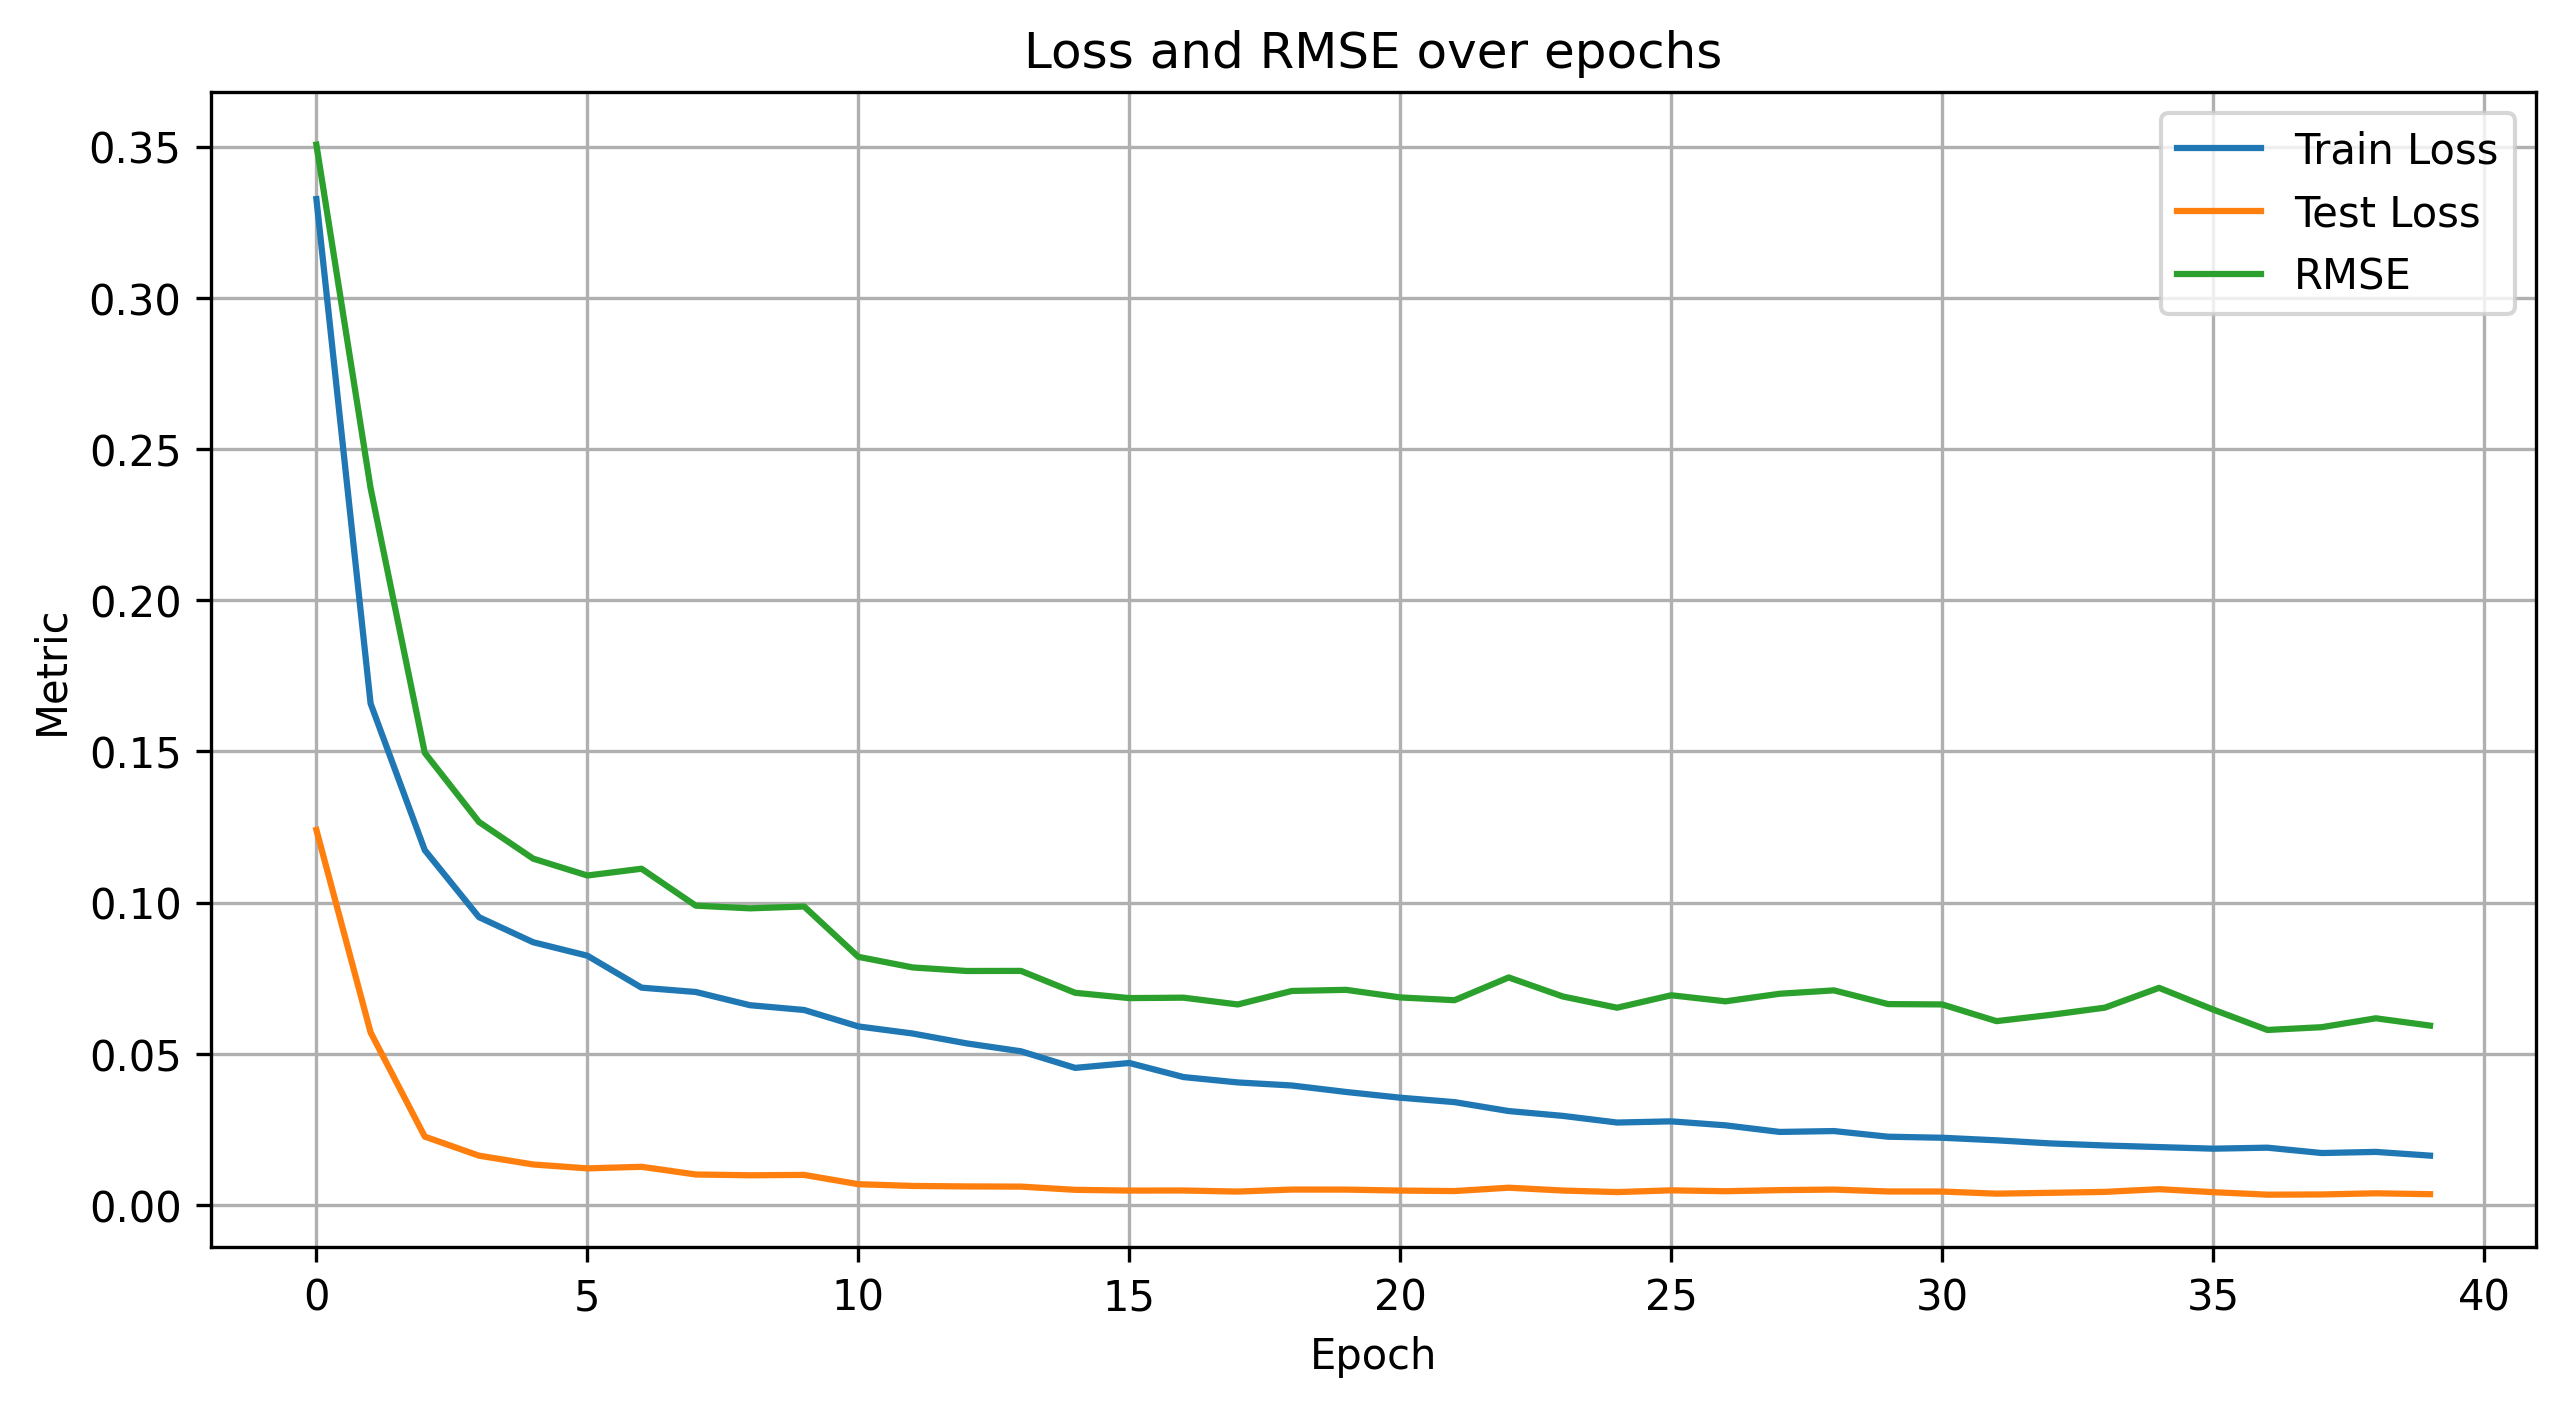 Loss and RMSE over epochs
Train Loss
Test Loss
RMSE
Metric
0.35
0.30
0.25
0.20
0.15
0.10
0.05
0.00
0 5 10 15 20 25 30 35 40
Epoch